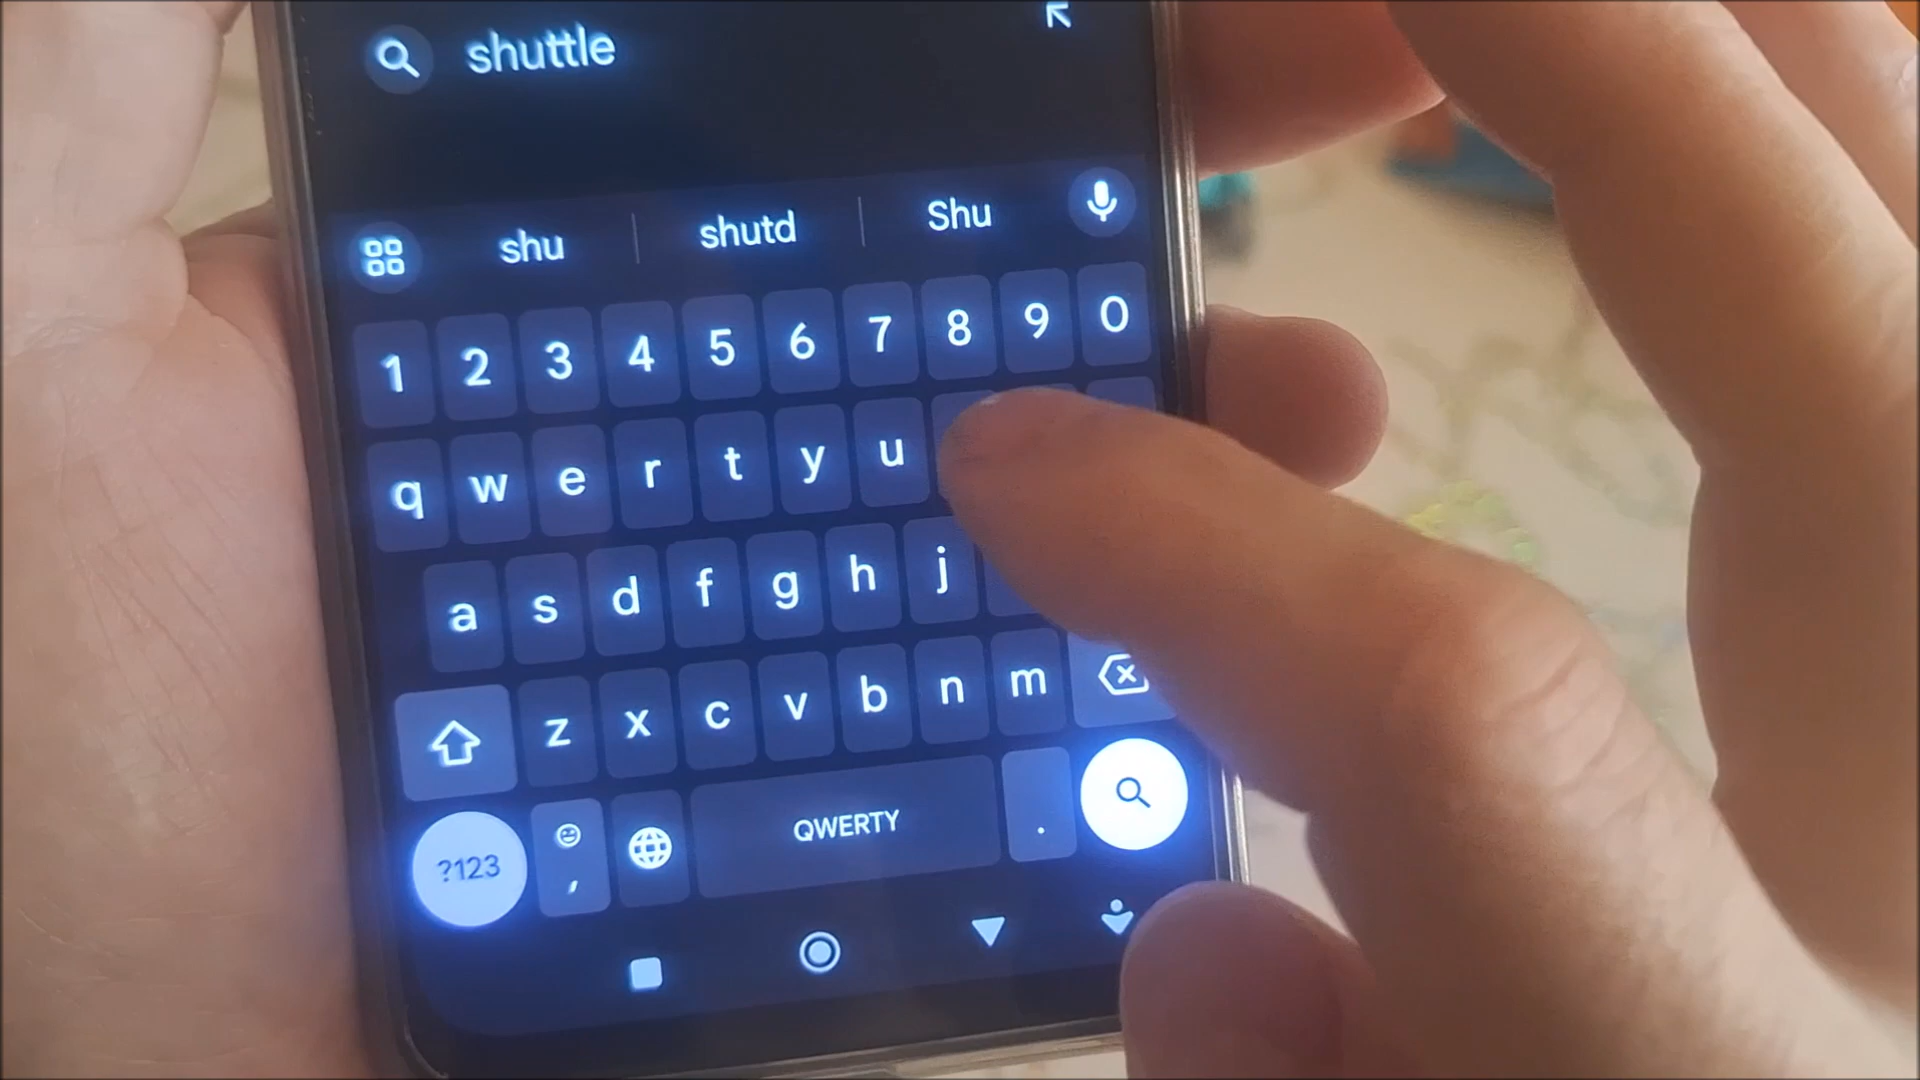 shuttle
shu shutd Shu
1 2 3 4 5 6 7 8 9 0
q w e r t y u
a s d f g h j
z x c v b n m
?123 , QWERTY .